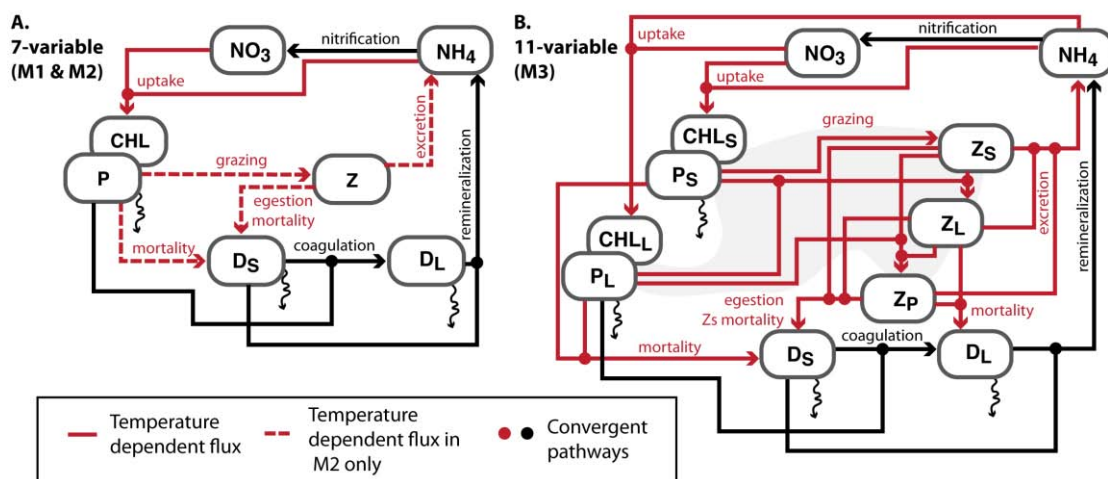 A.
7-variable
(M1 & M2)
NO3
nitrification
NH4
uptake
CHL
P
grazing
Z
excretion
egestion
mortality
mortality
DS
coagulation
DL
remineralization
B.
11-variable
(M3)
uptake
NO3
nitrification
NH4
uptake
CHLS
PS
grazing
ZS
ZL
excretion
CHLL
PL
ZP
egestion
Zs mortality
mortality
mortality
DS
coagulation
DL
remineralization
Temperature
dependent flux
Temperature
dependent flux in
M2 only
Convergent
pathways